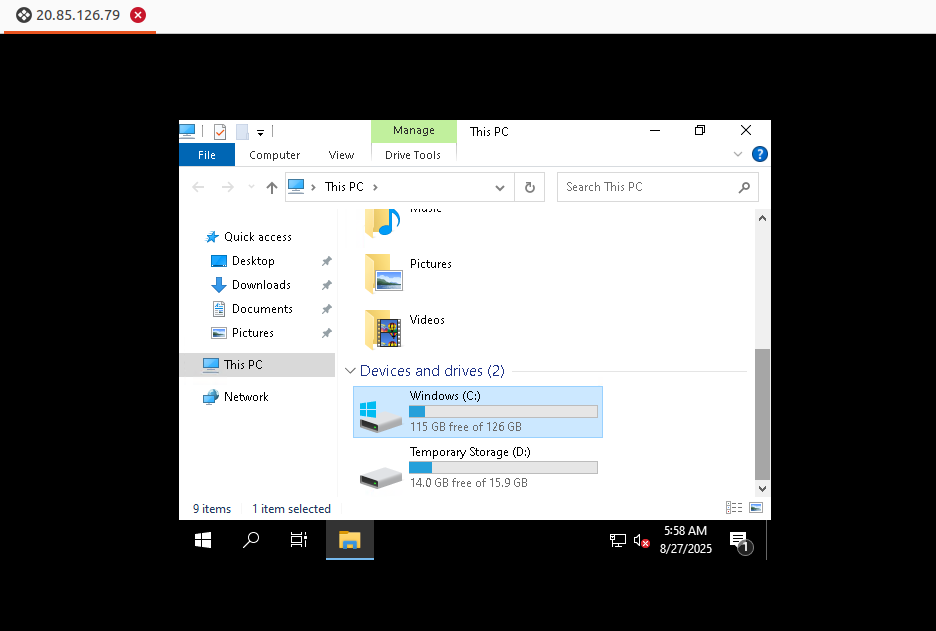 20.85.126.79
Manage
This PC
File
Computer
View
Drive Tools
This PC
Search This PC
Quick access
Desktop
Downloads
Documents
Pictures
This PC
Network
Music
Pictures
Videos
Devices and drives (2)
Windows (C:)
115 GB free of 126 GB
Temporary Storage (D:)
14.0 GB free of 15.9 GB
9 items
1 item selected
5:58 AM
8/27/2025
1